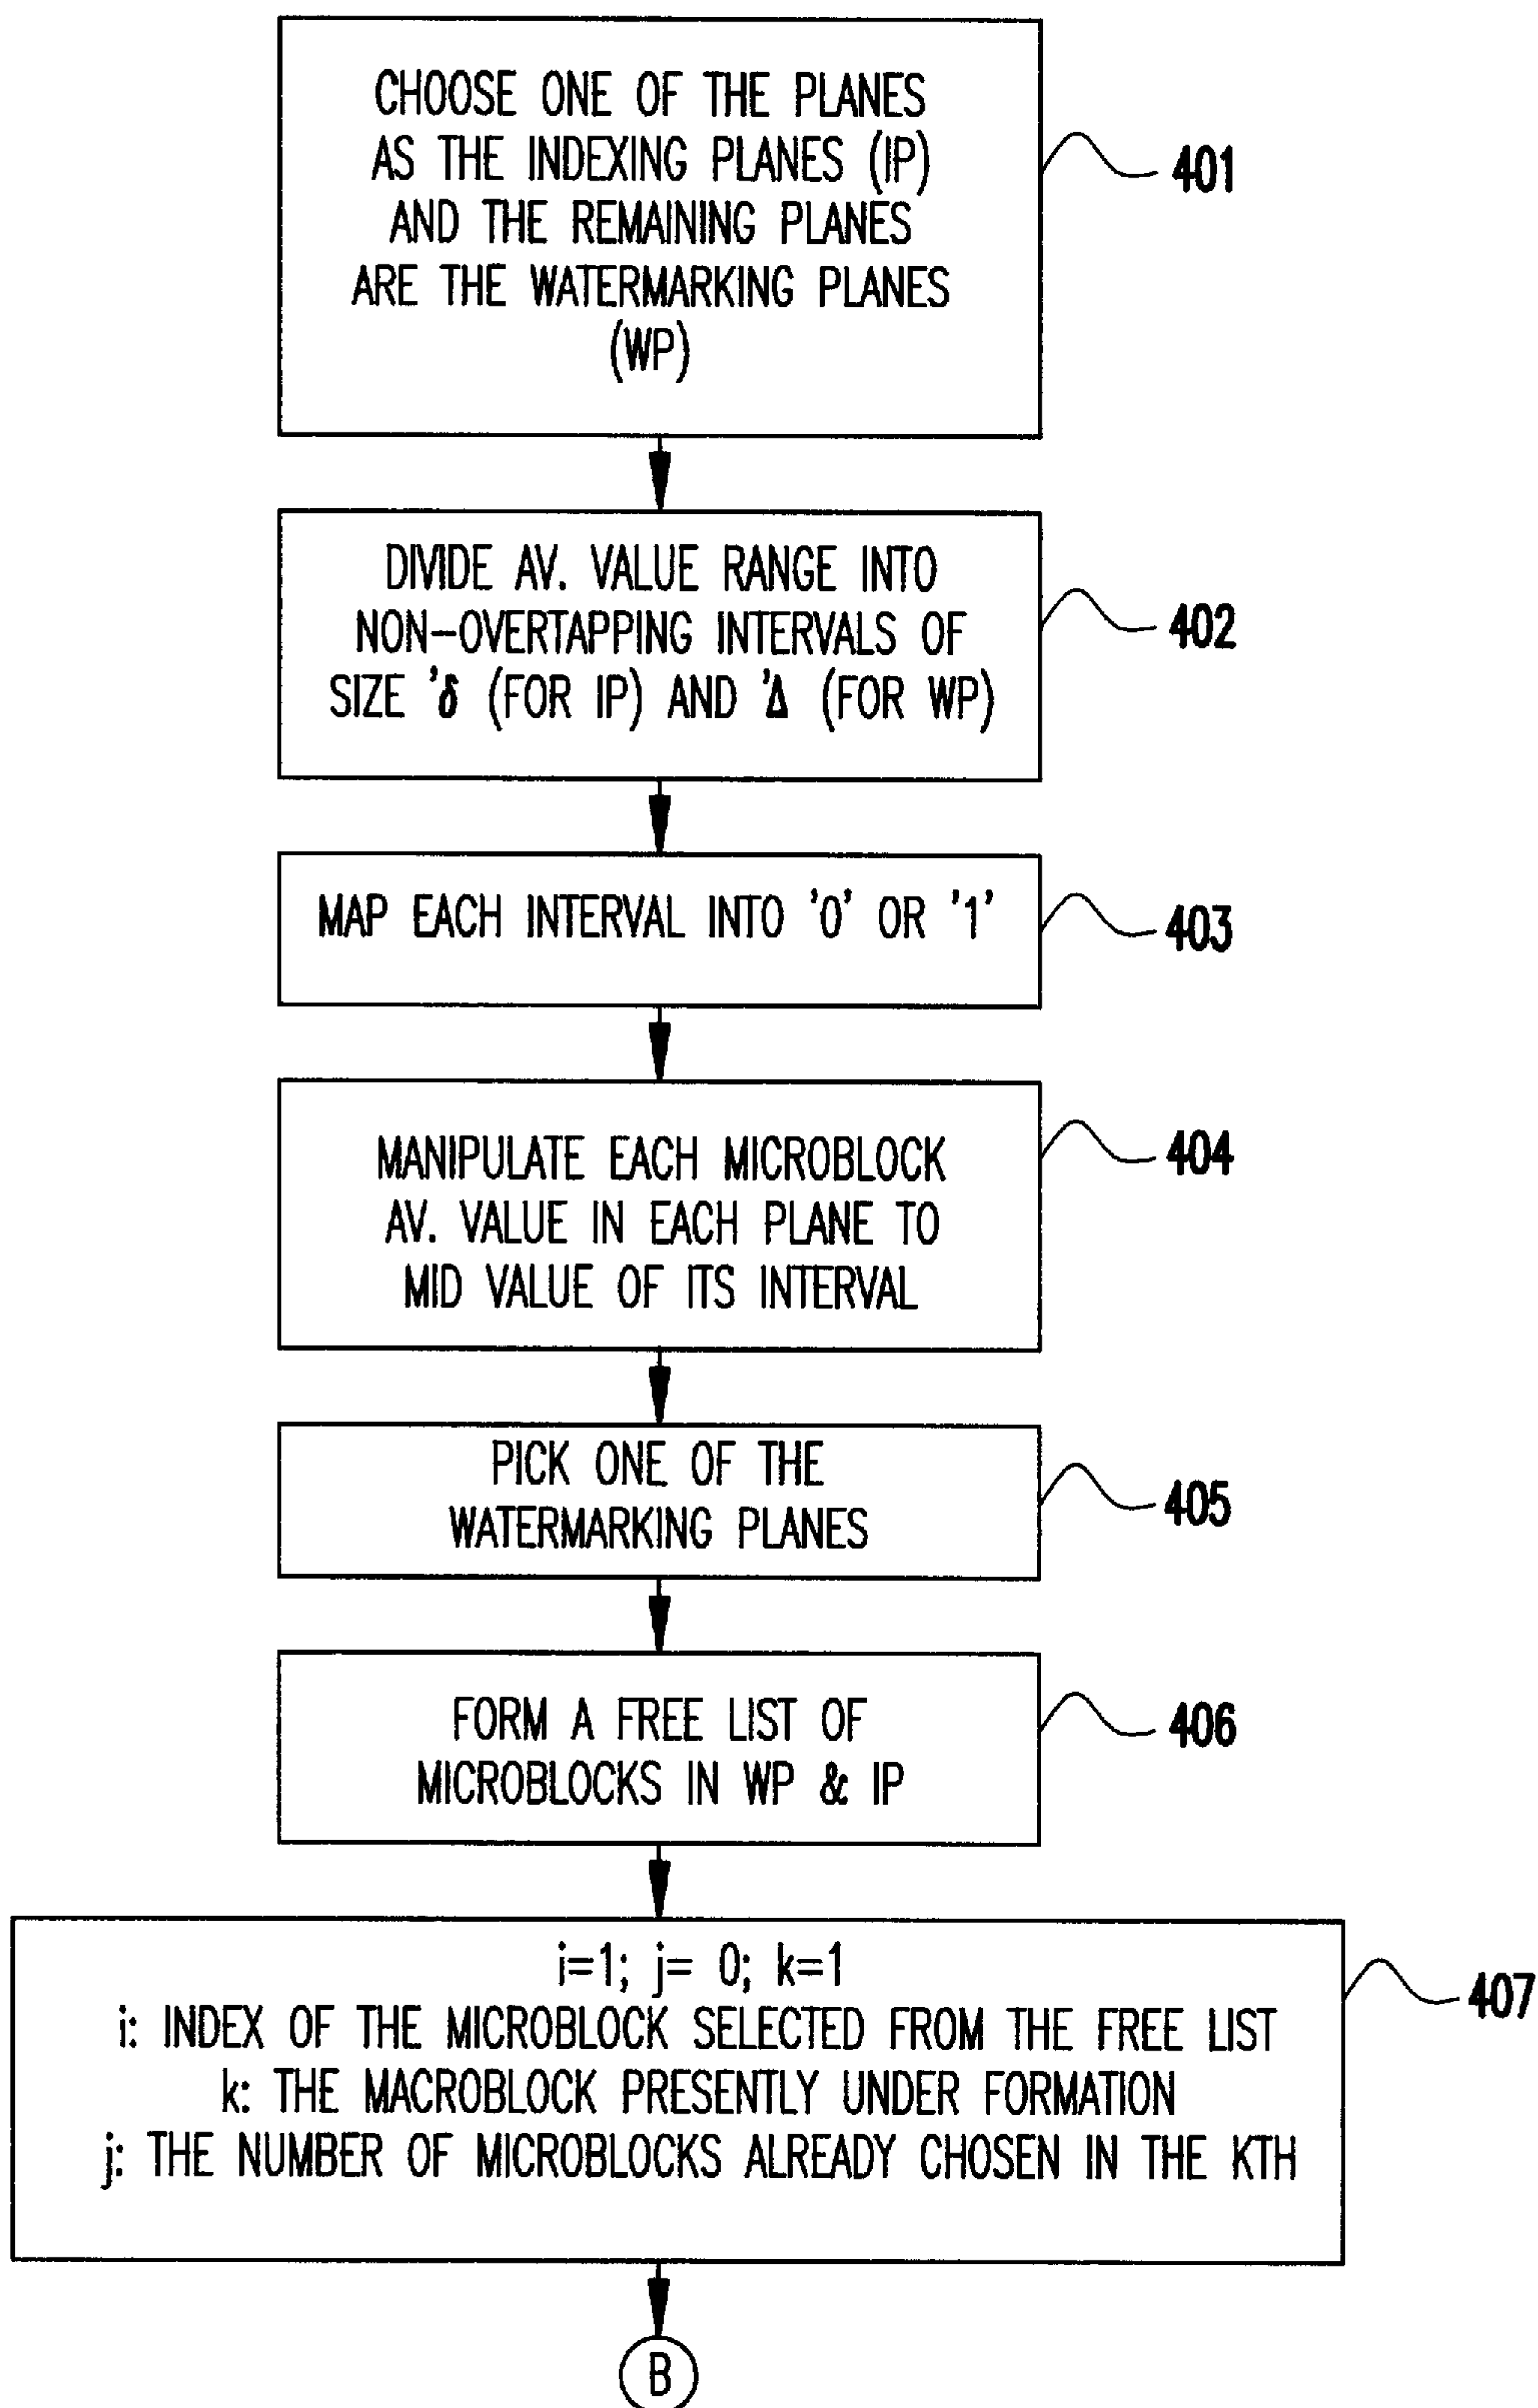 CHOOSE ONE OF THE PLANES
AS THE INDEXING PLANES (IP)
AND THE REMAINING PLANES
ARE THE WATERMARKING PLANES
(WP)
401
DIVIDE AV. VALUE RANGE INTO
NON-OVERTAPPING INTERVALS OF
SIZE 'δ (FOR IP) AND 'Δ (FOR WP)
402
MAP EACH INTERVAL INTO '0' OR '1'
403
MANIPULATE EACH MICROBLOCK
AV. VALUE IN EACH PLANE TO
MID VALUE OF ITS INTERVAL
404
PICK ONE OF THE
WATERMARKING PLANES
405
FORM A FREE LIST OF
MICROBLOCKS IN WP & IP
406
i=1; j= 0; k=1
i: INDEX OF THE MICROBLOCK SELECTED FROM THE FREE LIST
k: THE MACROBLOCK PRESENTLY UNDER FORMATION
j: THE NUMBER OF MICROBLOCKS ALREADY CHOSEN IN THE KTH
407
B